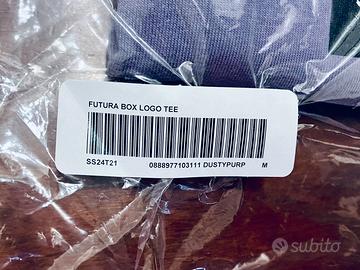 FUTURA BOX LOGO TEE
SS24T21 0888977103111 DUSTYPURP M
subito